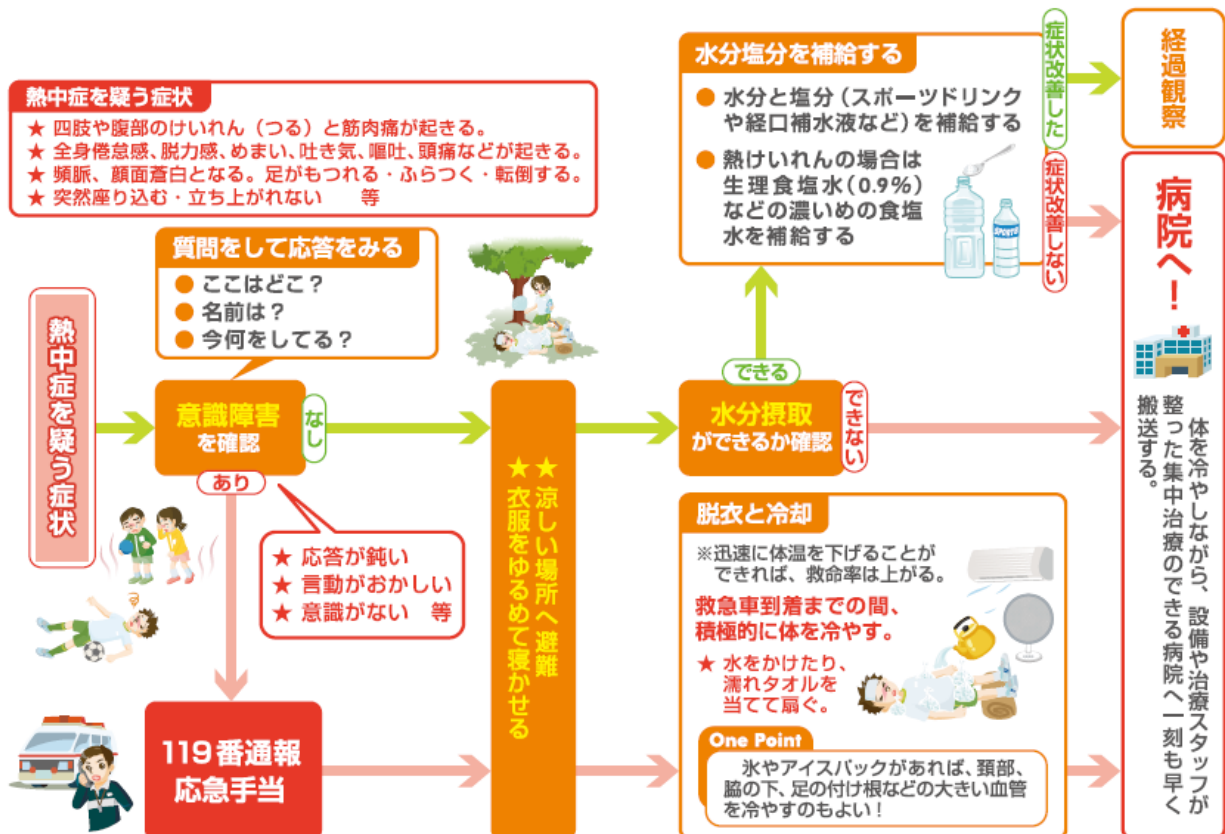 熱中症を疑う症状
★ 四肢や腹部のけいれん（つる）と筋肉痛が起きる。
★ 全身倦怠感、脱力感、めまい、吐き気、嘔吐、頭痛などが起きる。
★ 頻脈、顔面蒼白となる。足がもつれる・ふらつく・転倒する。
★ 突然座り込む・立ち上がれない　等
質問をして応答をみる
● ここはどこ？
● 名前は？
● 今何をしてる？
熱中症を疑う症状
意識障害
を確認
なし
あり
★ 応答が鈍い
★ 言動がおかしい
★ 意識がない　等
119番通報
応急手当
★ 涼しい場所へ避難
★ 衣服をゆるめて寝かせる
水分摂取
ができるか確認
できる
できない
水分塩分を補給する
● 水分と塩分（スポーツドリンク
や経口補水液など）を補給する
● 熱けいれんの場合は
生理食塩水（0.9％）
などの濃いめの食塩
水を補給する
SPORTS
症状改善した
症状改善しない
経過観察
脱衣と冷却
※迅速に体温を下げることが
できれば、救命率は上がる。
救急車到着までの間、
積極的に体を冷やす。
★ 水をかけたり、
濡れタオルを
当てて扇ぐ。
One Point
氷やアイスパックがあれば、頚部、
脇の下、足の付け根などの大きい血管
を冷やすのもよい！
病院へ！
体を冷やしながら、設備や治療スタッフが
整った集中治療のできる病院へ一刻も早く
搬送する。